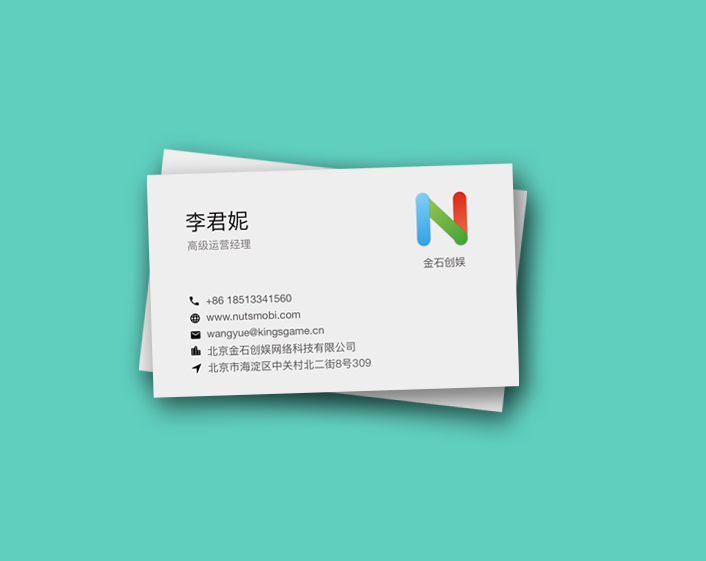 李君妮
高级运营经理
金石创娱
+86 18513341560
www.nutsmobi.com
wangyue@kingsgame.cn
北京金石创娱网络科技有限公司
北京市海淀区中关村北二街8号309